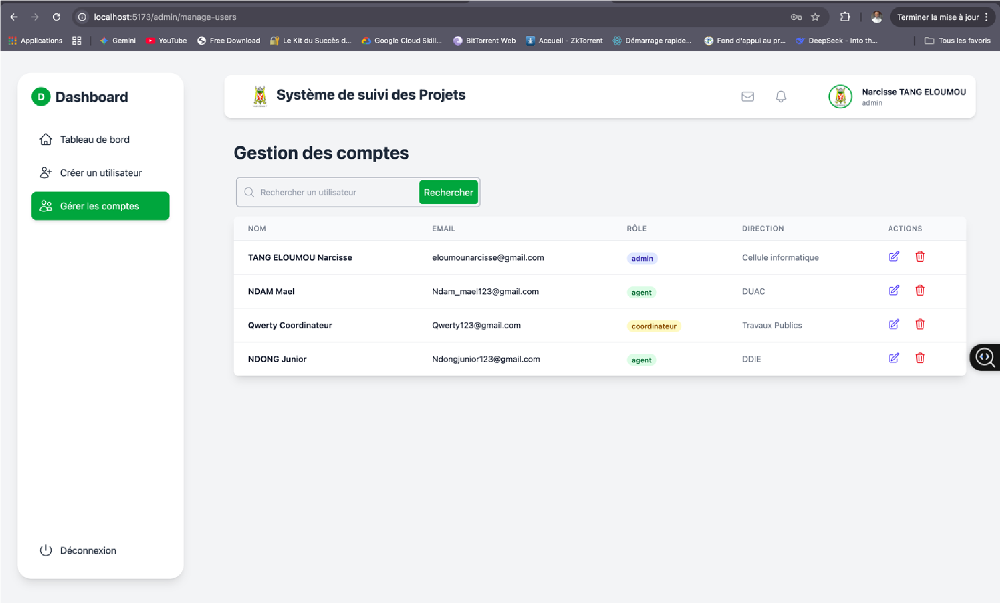 localhost:5173/admin/manage-users
Terminer la mise à jour
Applications Gemini YouTube Free Download Le Kit du Succès d... Google Cloud Skill... BitTorrent Web Accueil - ZkTorrent Démarrage rapide... Fond d'appui au pr... DeepSeek - Into th... Tous les favoris
D Dashboard
Tableau de bord
Créer un utilisateur
Gérer les comptes
Déconnexion
Système de suivi des Projets
Narcisse TANG ELOUMOU
admin
Gestion des comptes
Rechercher un utilisateur Rechercher
NOM EMAIL RÔLE DIRECTION ACTIONS
TANG ELOUMOU Narcisse eloumounarcisse@gmail.com admin Cellule informatique
NDAM Mael Ndam_mael123@gmail.com agent DUAC
Qwerty Coordinateur Qwerty123@gmail.com coordinateur Travaux Publics
NDONG Junior Ndongjunior123@gmail.com agent DDIE